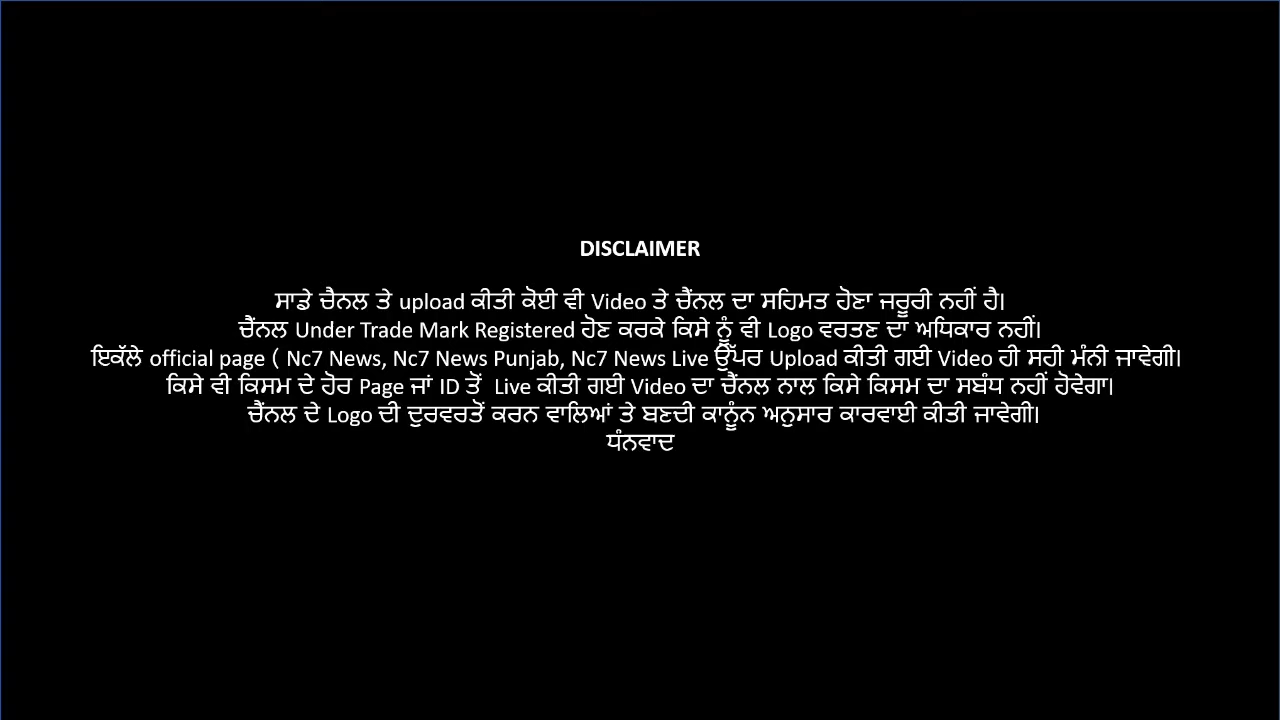 DISCLAIMER
ਸਾਡੇ ਚੈਨਲ ਤੇ upload ਕੀਤੀ ਕੋਈ ਵੀ Video ਤੇ ਚੈਂਨਲ ਦਾ ਸਹਿਮਤ ਹੋਣਾ ਜਰੂਰੀ ਨਹੀਂ ਹੈ।
ਚੈਂਨਲ Under Trade Mark Registered ਹੋਣ ਕਰਕੇ ਕਿਸੇ ਨੂੰ ਵੀ Logo ਵਰਤਣ ਦਾ ਅਧਿਕਾਰ ਨਹੀਂ।
ਇਕੱਲੇ official page ( Nc7 News, Nc7 News Punjab, Nc7 News Live ਉੱਪਰ Upload ਕੀਤੀ ਗਈ Video ਹੀ ਸਹੀ ਮੰਨੀ ਜਾਵੇਗੀ।
ਕਿਸੇ ਵੀ ਕਿਸਮ ਦੇ ਹੋਰ Page ਜਾਂ ID ਤੋਂ Live ਕੀਤੀ ਗਈ Video ਦਾ ਚੈਂਨਲ ਨਾਲ ਕਿਸੇ ਕਿਸਮ ਦਾ ਸਬੰਧ ਨਹੀਂ ਹੋਵੇਗਾ।
ਚੈਂਨਲ ਦੇ Logo ਦੀ ਦੁਰਵਰਤੋਂ ਕਰਨ ਵਾਲਿਆਂ ਤੇ ਬਣਦੀ ਕਾਨੂੰਨ ਅਨੁਸਾਰ ਕਾਰਵਾਈ ਕੀਤੀ ਜਾਵੇਗੀ।
ਧੰਨਵਾਦ